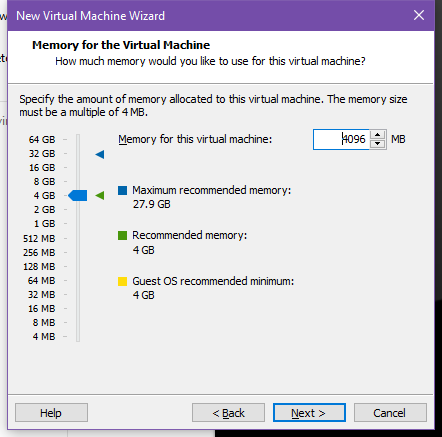 New Virtual Machine Wizard
Memory for the Virtual Machine
How much memory would you like to use for this virtual machine?
Specify the amount of memory allocated to this virtual machine. The memory size
must be a multiple of 4 MB.
Memory for this virtual machine: 4096 MB
64 GB
32 GB
16 GB
8 GB
4 GB
2 GB
1 GB
512 MB
256 MB
128 MB
64 MB
32 MB
16 MB
8 MB
4 MB
Maximum recommended memory:
27.9 GB
Recommended memory:
4 GB
Guest OS recommended minimum:
4 GB
Help < Back Next > Cancel